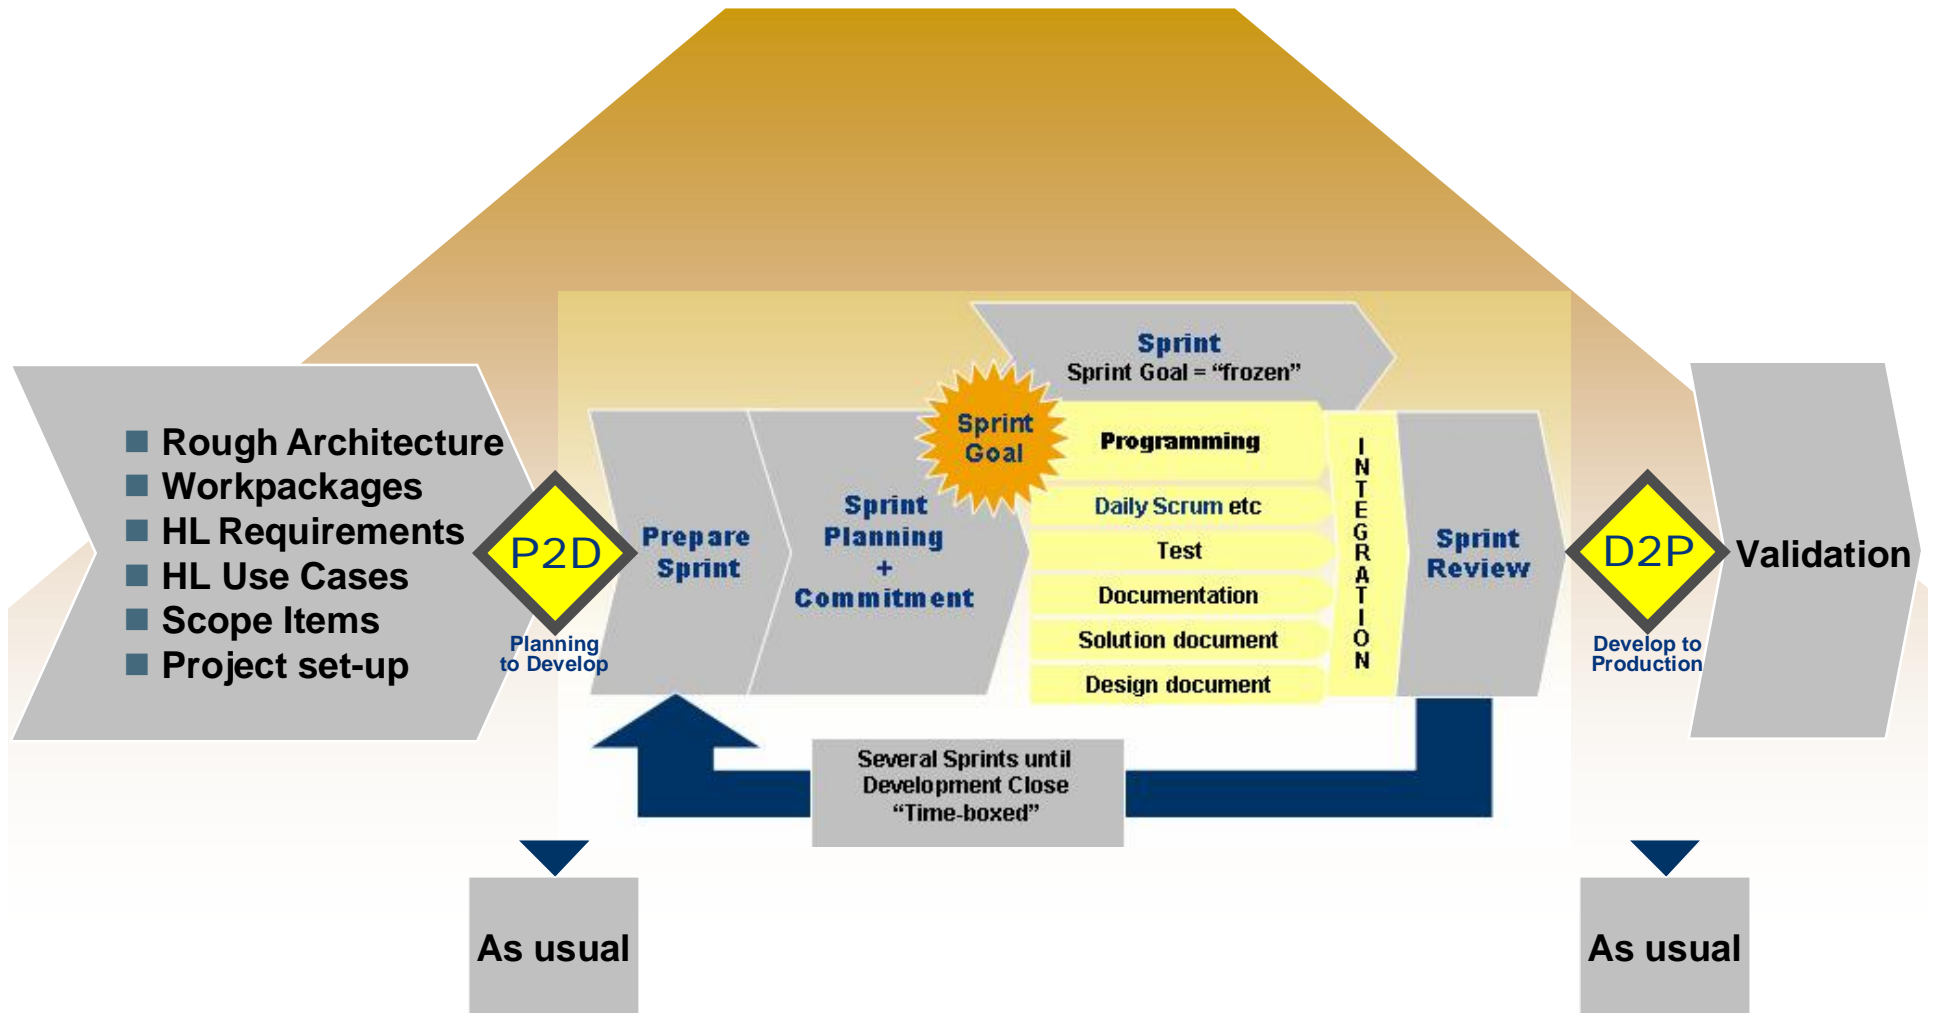 Rough Architecture
Workpackages
HL Requirements
HL Use Cases
Scope Items
Project set-up
P2D
Planning
to Develop
Prepare
Sprint
Sprint
Planning
+
Commitment
Sprint
Goal
Sprint
Sprint Goal = “frozen”
Programming
Daily Scrum etc
Test
Documentation
Solution document
Design document
INTEGRATION
Sprint
Review
D2P
Develop to
Production
Validation
Several Sprints until
Development Close
“Time-boxed”
As usual
As usual